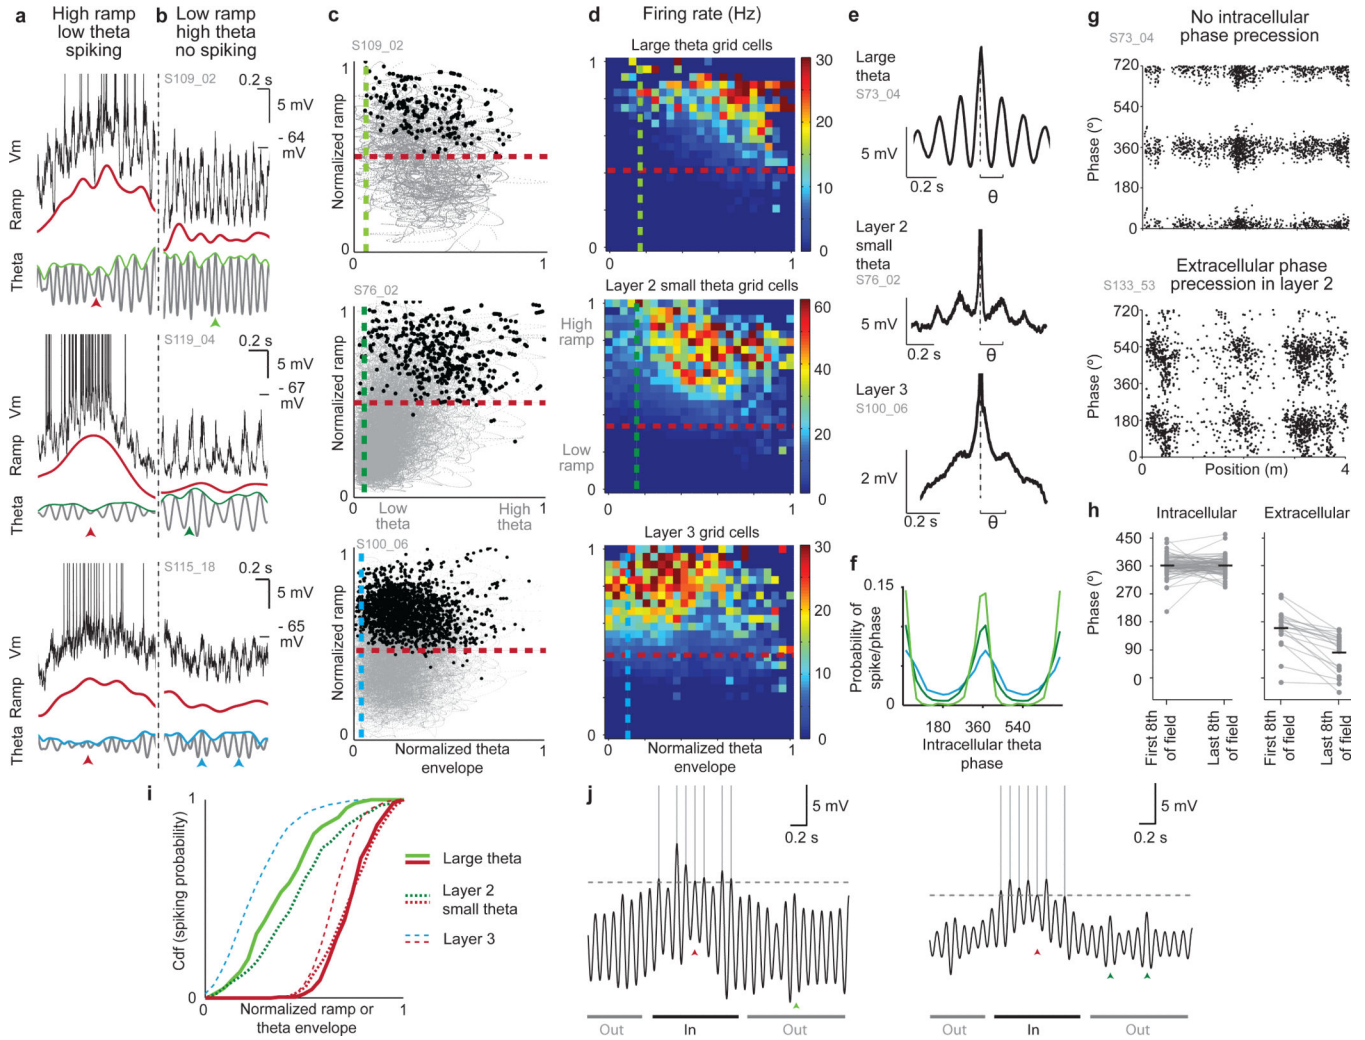 a
High ramp
low theta
spiking
b
Low ramp
high theta
no spiking
S109_02
0.2 s
5 mV
- 64
mV
Vm
Ramp
Theta
S119_04
0.2 s
5 mV
- 67
mV
Vm
Ramp
Theta
S115_18
0.2 s
5 mV
- 65
mV
Vm
Ramp
Theta
c
S109_02
1
Normalized ramp
0
0
1
S76_02
1
Normalized ramp
0
Low
theta
High
theta
S100_06
1
Normalized ramp
0
0
Normalized theta
envelope
1
d
Firing rate (Hz)
Large theta grid cells
1
0
0
1
30
20
10
0
Layer 2 small theta grid cells
1
High
ramp
Low
ramp
0
0
1
60
40
20
0
Layer 3 grid cells
1
0
0
Normalized theta
envelope
1
30
20
10
0
e
Large
theta
S73_04
5 mV
0.2 s
θ
Layer 2
small
theta
S76_02
5 mV
0.2 s
θ
Layer 3
S100_06
2 mV
0.2 s
θ
f
0.15
Probability of
spike/phase
0
180 360 540
Intracellular theta
phase
g
No intracellular
phase precession
S73_04
720
540
360
180
0
Phase (°)
Extracellular phase
precession in layer 2
S133_53
720
540
360
180
0
Phase (°)
0
Position (m)
4
h
Intracellular
Extracellular
450
360
180
90
0
Phase (°)
First 8th
of field
Last 8th
of field
First 8th
of field
Last 8th
of field
i
1
Cdf (spiking probability)
0
0
1
Normalized ramp or
theta envelope
Large theta
Layer 2
small theta
Layer 3
j
5 mV
0.2 s
Out
In
Out
5 mV
0.2 s
Out
In
Out